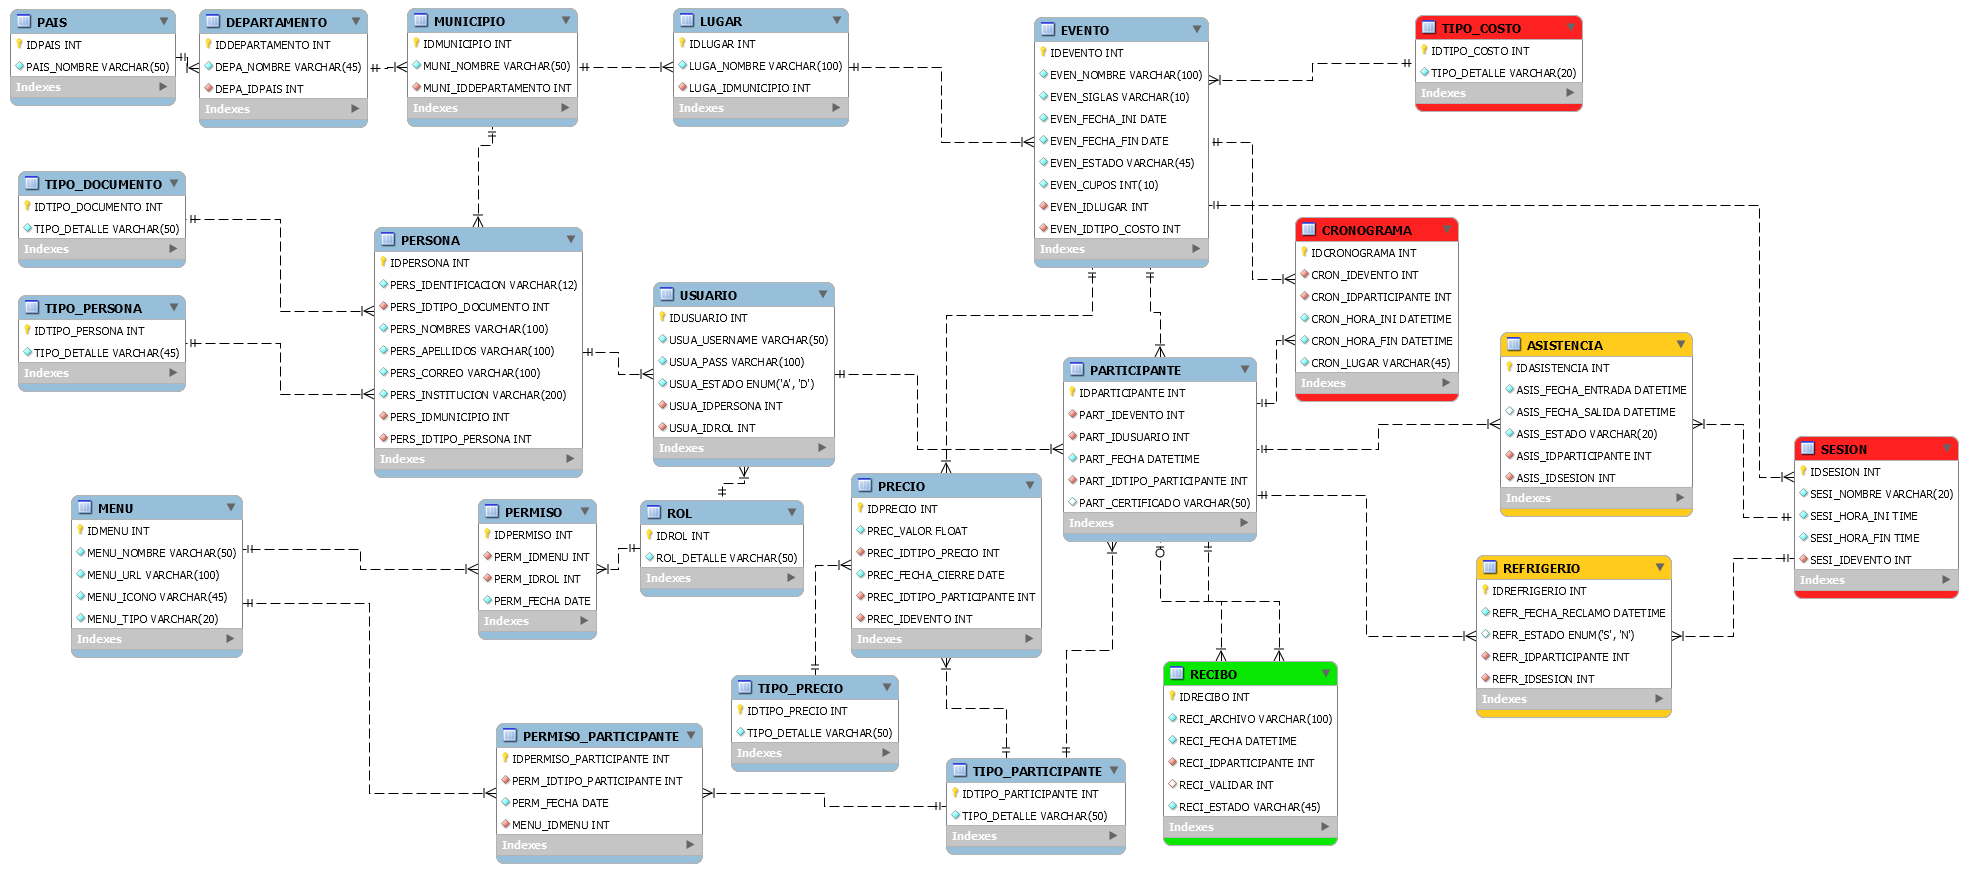 PAIS
IDPAIS INT
PAIS_NOMBRE VARCHAR(50)
Indexes
DEPARTAMENTO
IDDEPARTAMENTO INT
DEPA_NOMBRE VARCHAR(45)
DEPA_IDPAIS INT
Indexes
MUNICIPIO
IDMUNICIPIO INT
MUNI_NOMBRE VARCHAR(50)
MUNI_IDDEPARTAMENTO INT
Indexes
LUGAR
IDLUGAR INT
LUGA_NOMBRE VARCHAR(100)
LUGA_IDMUNICIPIO INT
Indexes
EVENTO
IDEVENTO INT
EVEN_NOMBRE VARCHAR(100)
EVEN_SIGLAS VARCHAR(10)
EVEN_FECHA_INI DATE
EVEN_FECHA_FIN DATE
EVEN_ESTADO VARCHAR(45)
EVEN_CUPOS INT(10)
EVEN_IDLUGAR INT
EVEN_IDTIPO_COSTO INT
Indexes
TIPO_COSTO
IDTIPO_COSTO INT
TIPO_DETALLE VARCHAR(20)
Indexes
TIPO_DOCUMENTO
IDTIPO_DOCUMENTO INT
TIPO_DETALLE VARCHAR(50)
Indexes
TIPO_PERSONA
IDTIPO_PERSONA INT
TIPO_DETALLE VARCHAR(45)
Indexes
PERSONA
IDPERSONA INT
PERS_IDENTIFICACION VARCHAR(12)
PERS_IDTIPO_DOCUMENTO INT
PERS_NOMBRES VARCHAR(100)
PERS_APELLIDOS VARCHAR(100)
PERS_CORREO VARCHAR(100)
PERS_INSTITUCION VARCHAR(200)
PERS_IDMUNICIPIO INT
PERS_IDTIPO_PERSONA INT
Indexes
USUARIO
IDUSUARIO INT
USUA_USERNAME VARCHAR(50)
USUA_PASS VARCHAR(100)
USUA_ESTADO ENUM('A', 'D')
USUA_IDPERSONA INT
USUA_IDROL INT
Indexes
CRONOGRAMA
IDCRONOGRAMA INT
CRON_IDEVENTO INT
CRON_IDPARTICIPANTE INT
CRON_HORA_INI DATETIME
CRON_HORA_FIN DATETIME
CRON_LUGAR VARCHAR(45)
Indexes
PARTICIPANTE
IDPARTICIPANTE INT
PART_IDEVENTO INT
PART_IDUSUARIO INT
PART_FECHA DATETIME
PART_IDTIPO_PARTICIPANTE INT
PART_CERTIFICADO VARCHAR(50)
Indexes
ASISTENCIA
IDASISTENCIA INT
ASIS_FECHA_ENTRADA DATETIME
ASIS_FECHA_SALIDA DATETIME
ASIS_ESTADO VARCHAR(20)
ASIS_IDPARTICIPANTE INT
ASIS_IDSESION INT
Indexes
SESION
IDSESION INT
SESI_NOMBRE VARCHAR(20)
SESI_HORA_INI TIME
SESI_HORA_FIN TIME
SESI_IDEVENTO INT
Indexes
MENU
IDMENU INT
MENU_NOMBRE VARCHAR(50)
MENU_URL VARCHAR(100)
MENU_ICONO VARCHAR(45)
MENU_TIPO VARCHAR(20)
Indexes
PERMISO
IDPERMISO INT
PERM_IDMENU INT
PERM_IDROL INT
PERM_FECHA DATE
Indexes
ROL
IDROL INT
ROL_DETALLE VARCHAR(50)
Indexes
PRECIO
IDPRECIO INT
PREC_VALOR FLOAT
PREC_IDTIPO_PRECIO INT
PREC_FECHA_CIERRE DATE
PREC_IDTIPO_PARTICIPANTE INT
PREC_IDEVENTO INT
Indexes
REFRIGERIO
IDREFRIGERIO INT
REFR_FECHA_RECLAMO DATETIME
REFR_ESTADO ENUM('S', 'N')
REFR_IDPARTICIPANTE INT
REFR_IDSESION INT
Indexes
RECIBO
IDRECIBO INT
RECI_ARCHIVO VARCHAR(100)
RECI_FECHA DATETIME
RECI_IDPARTICIPANTE INT
RECI_VALIDAR INT
RECI_ESTADO VARCHAR(45)
Indexes
TIPO_PRECIO
IDTIPO_PRECIO INT
TIPO_DETALLE VARCHAR(50)
Indexes
PERMISO_PARTICIPANTE
IDPERMISO_PARTICIPANTE INT
PERM_IDTIPO_PARTICIPANTE INT
PERM_FECHA DATE
MENU_IDMENU INT
Indexes
TIPO_PARTICIPANTE
IDTIPO_PARTICIPANTE INT
TIPO_DETALLE VARCHAR(50)
Indexes